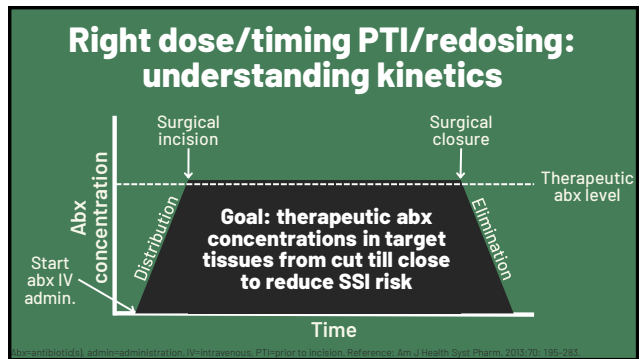 Right dose/timing PTI/redosing:
understanding kinetics
Surgical
incision
Surgical
closure
Therapeutic
abx level
Abx
concentration
Distribution
Goal: therapeutic abx
concentrations in target
tissues from cut till close
to reduce SSI risk
Elimination
Start
abx IV
admin.
Time
Abx=antibiotic(s), admin=administration, IV=intravenous, PTI=prior to incision. Reference: Am J Health Syst Pharm. 2013;70: 195-283.